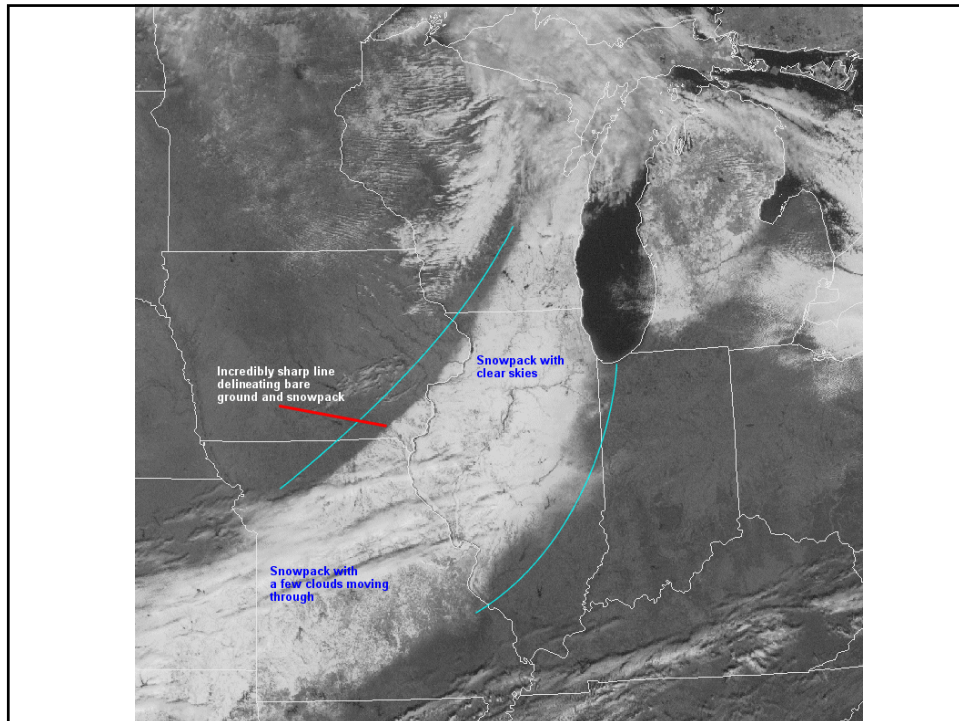 Snowpack with
clear skies
Incredibly sharp line
delineating bare
ground and snowpack
Snowpack with
a few clouds moving
through